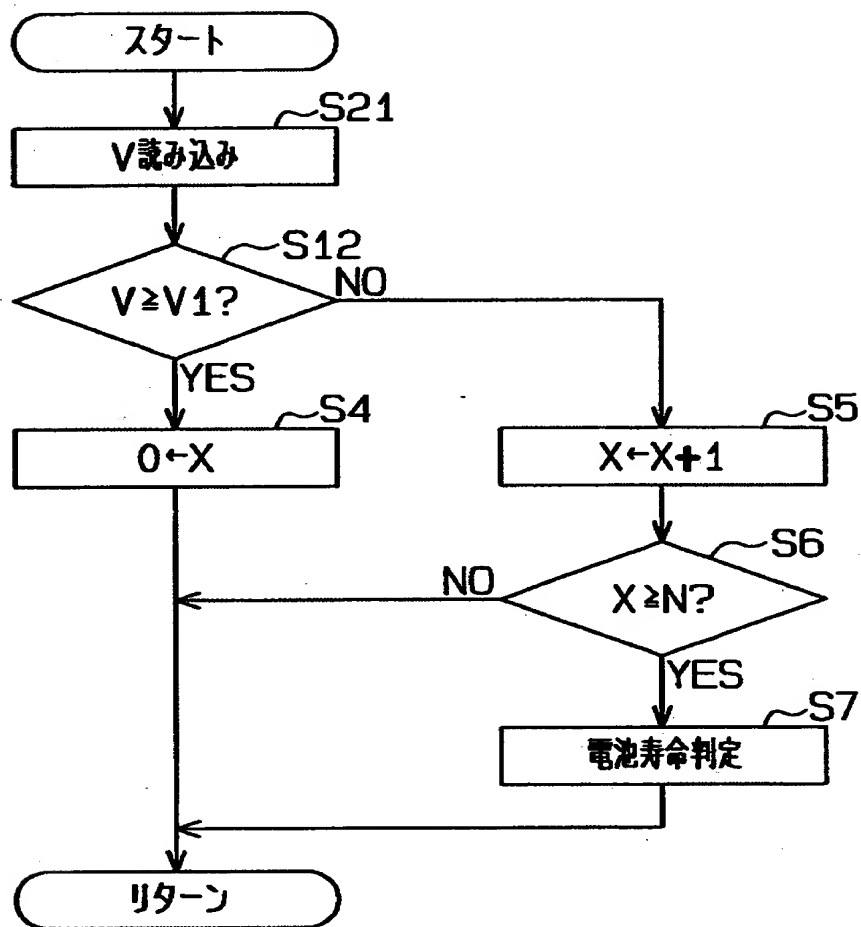 スタート
S21
V読み込み
S12
V≧V1?
NO
YES
S4
0←X
S5
X←X+1
S6
X≧N?
NO
YES
S7
電池寿命判定
リターン